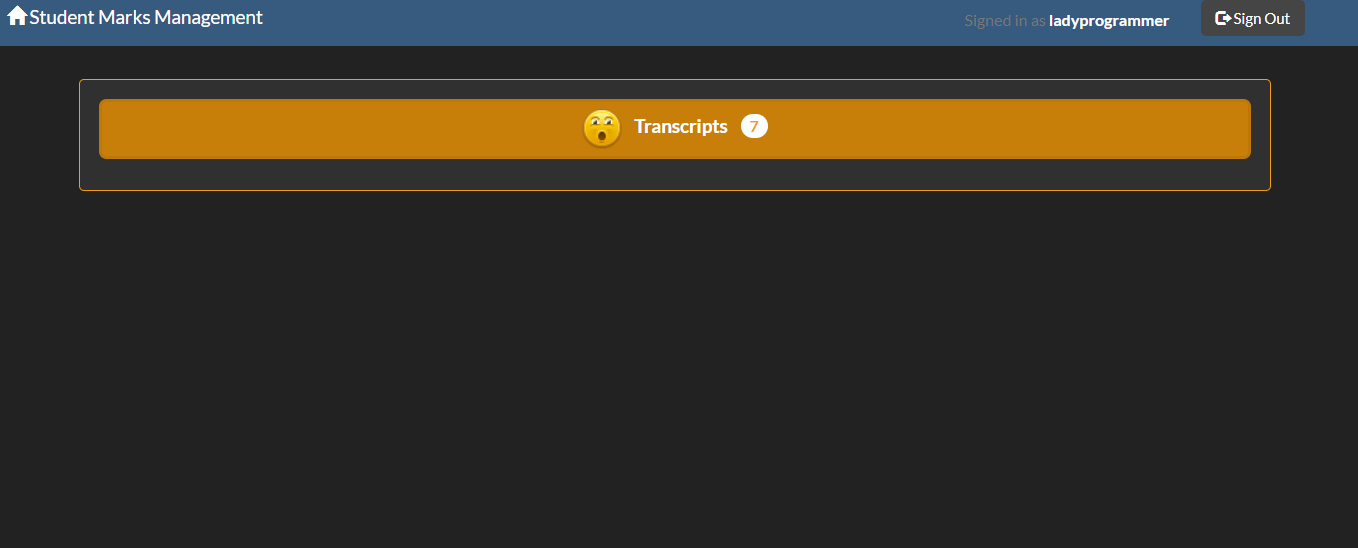 Student Marks Management
Signed in as ladyprogrammer
Sign Out
Transcripts 7